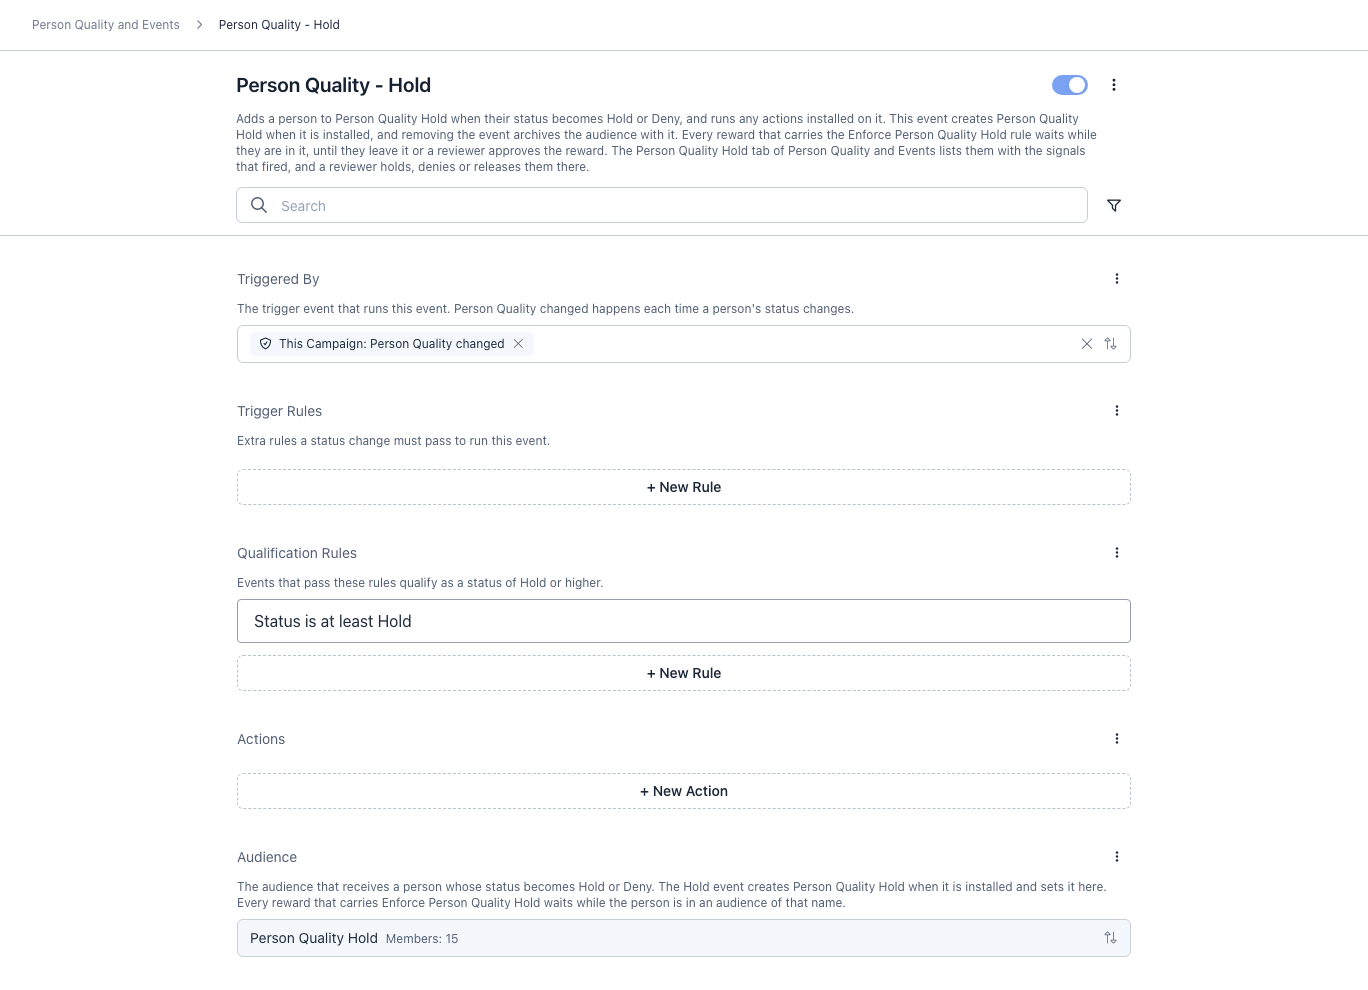 Person Quality and Events > Person Quality - Hold
Person Quality - Hold
Adds a person to Person Quality Hold when their status becomes Hold or Deny, and runs any actions installed on it. This event creates Person Quality
Hold when it is installed, and removing the event archives the audience with it. Every reward that carries the Enforce Person Quality Hold rule waits while
they are in it, until they leave it or a reviewer approves the reward. The Person Quality Hold tab of Person Quality and Events lists them with the signals
that fired, and a reviewer holds, denies or releases them there.
Search
Triggered By
The trigger event that runs this event. Person Quality changed happens each time a person's status changes.
This Campaign: Person Quality changed
Trigger Rules
Extra rules a status change must pass to run this event.
+ New Rule
Qualification Rules
Events that pass these rules qualify as a status of Hold or higher.
Status is at least Hold
+ New Rule
Actions
+ New Action
Audience
The audience that receives a person whose status becomes Hold or Deny. The Hold event creates Person Quality Hold when it is installed and sets it here.
Every reward that carries Enforce Person Quality Hold waits while the person is in an audience of that name.
Person Quality Hold Members: 15